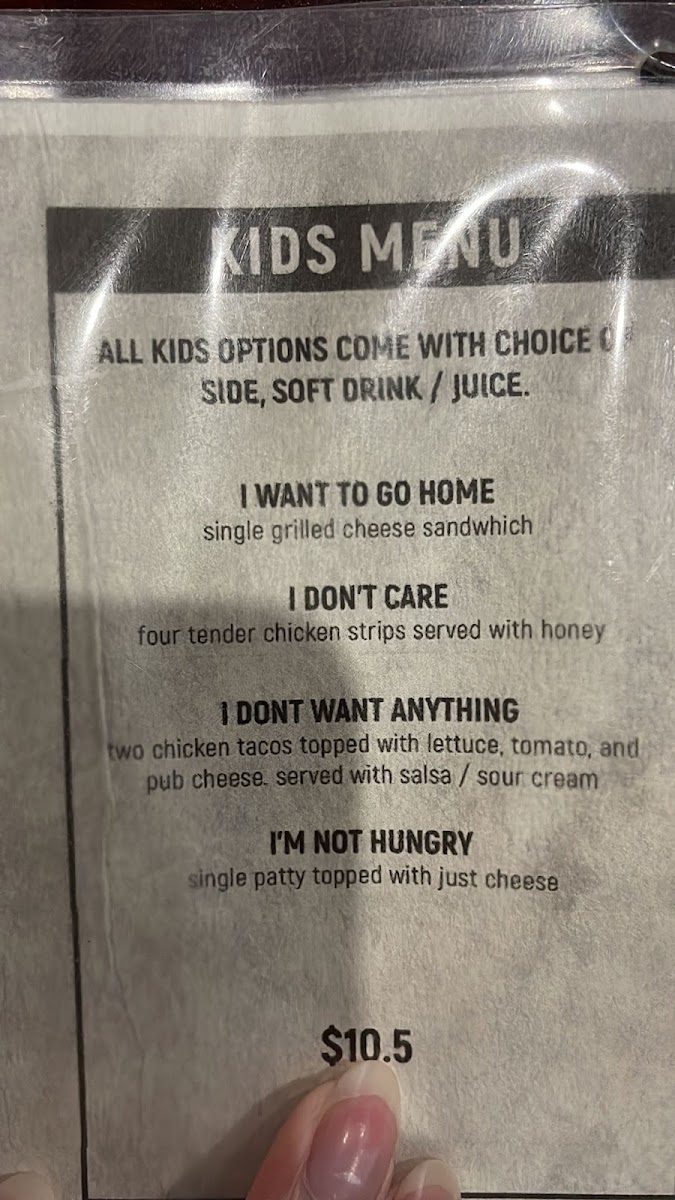 KIDS MENU
ALL KIDS OPTIONS COME WITH CHOICE OF
SIDE, SOFT DRINK / JUICE.
I WANT TO GO HOME
single grilled cheese sandwhich
I DON'T CARE
four tender chicken strips served with honey
I DONT WANT ANYTHING
two chicken tacos topped with lettuce, tomato, and
pub cheese. served with salsa / sour cream
I'M NOT HUNGRY
single patty topped with just cheese
$10.5